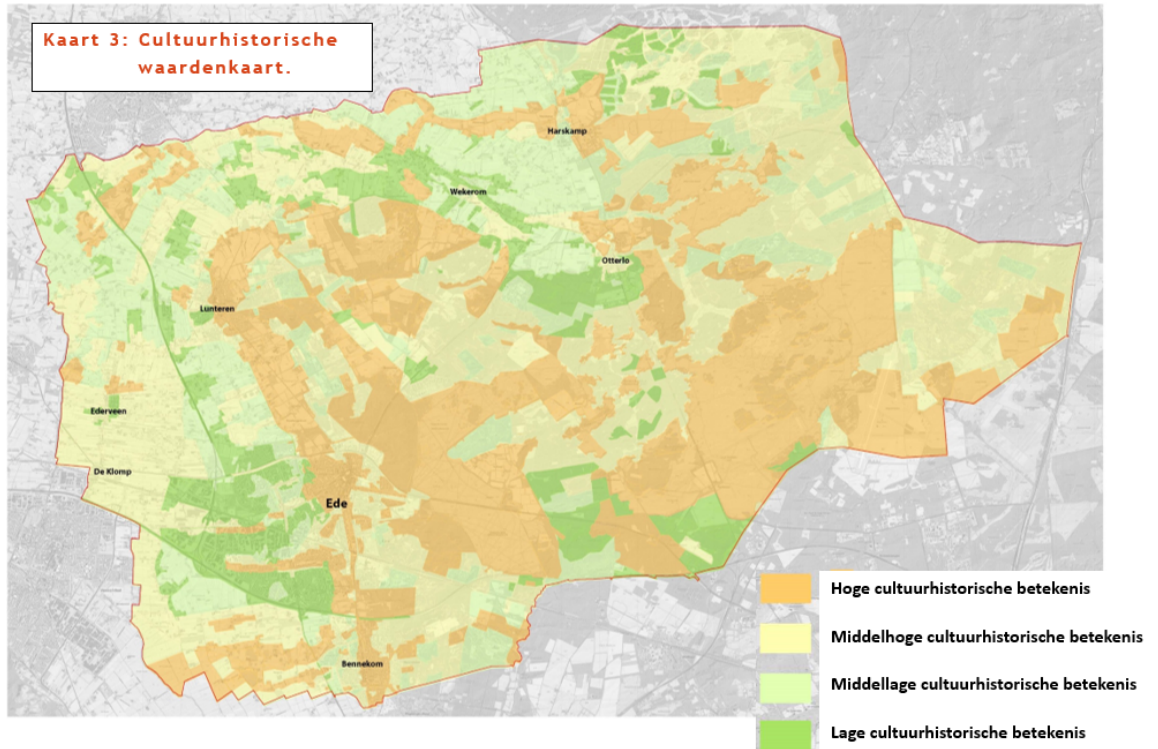 Kaart 3: Cultuurhistorische
waardenkaart.
Harskamp
Wekerom
Otterlo
Lunteren
Ederveen
De Klomp
Ede
Bennekom
Hoge cultuurhistorische betekenis
Middelhoge cultuurhistorische betekenis
Middellage cultuurhistorische betekenis
Lage cultuurhistorische betekenis